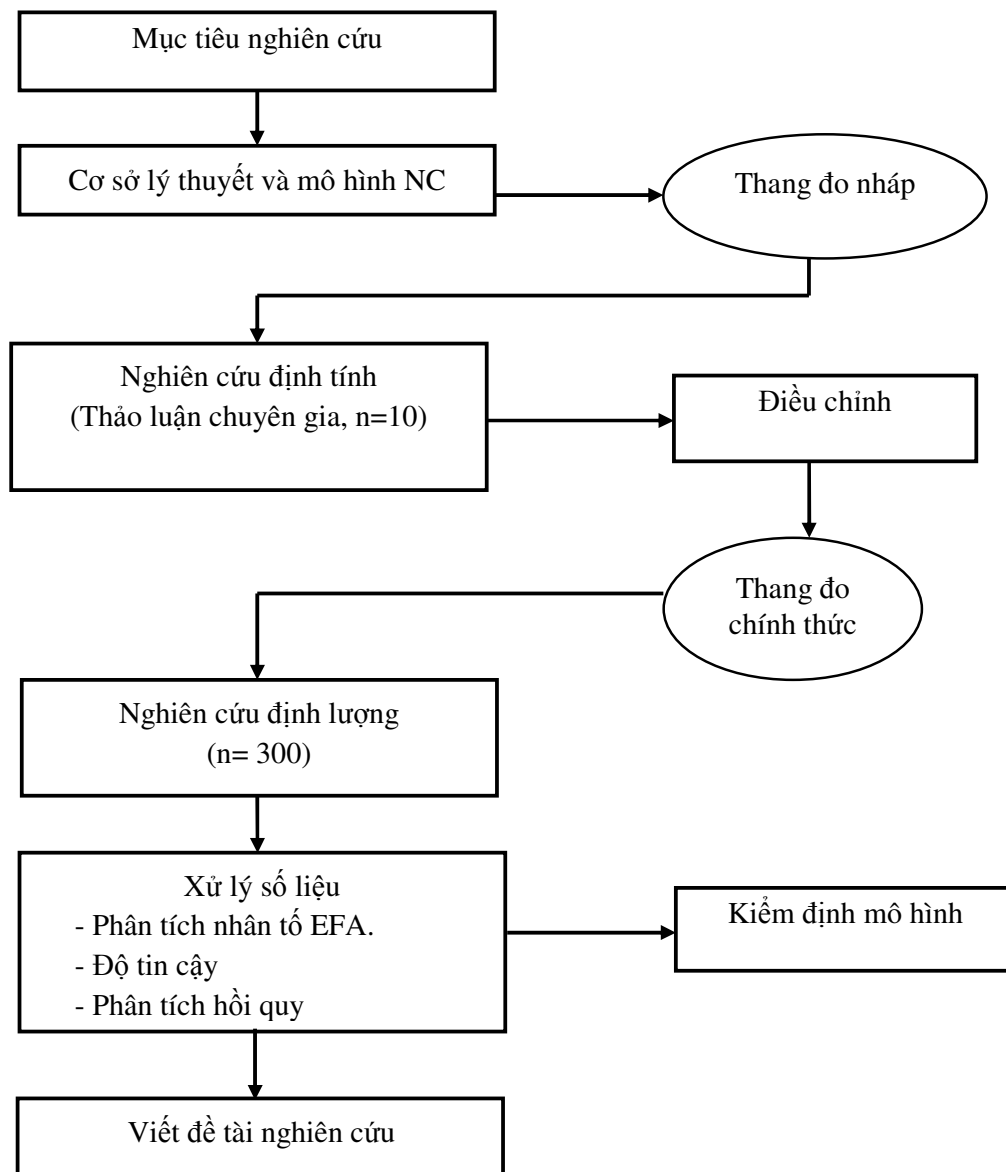 Mục tiêu nghiên cứu
Cơ sở lý thuyết và mô hình NC
Thang đo nháp
Nghiên cứu định tính
(Thảo luận chuyên gia, n=10)
Điều chỉnh
Thang đo
chính thức
Nghiên cứu định lượng
(n= 300)
Xử lý số liệu
- Phân tích nhân tố EFA.
- Độ tin cậy
- Phân tích hồi quy
Kiểm định mô hình
Viết đề tài nghiên cứu